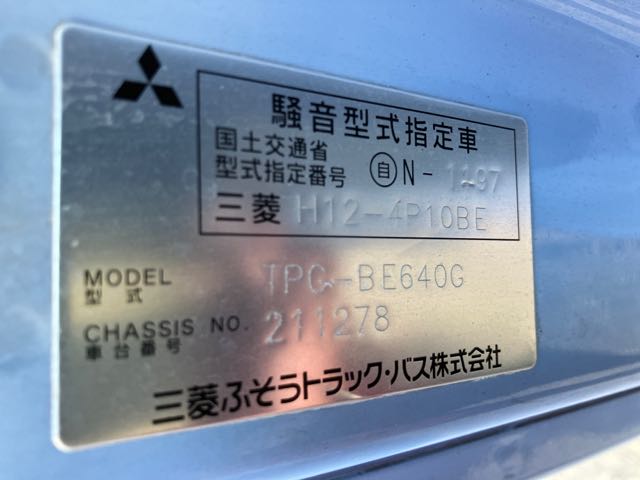 騒音型式指定車
国土交通省
型式指定番号 自 N-1497
三菱 H12-4P10BE
MODEL TPG-BE640G
型式
CHASSIS NO. 211278
車台番号
三菱ふそうトラック・バス株式会社